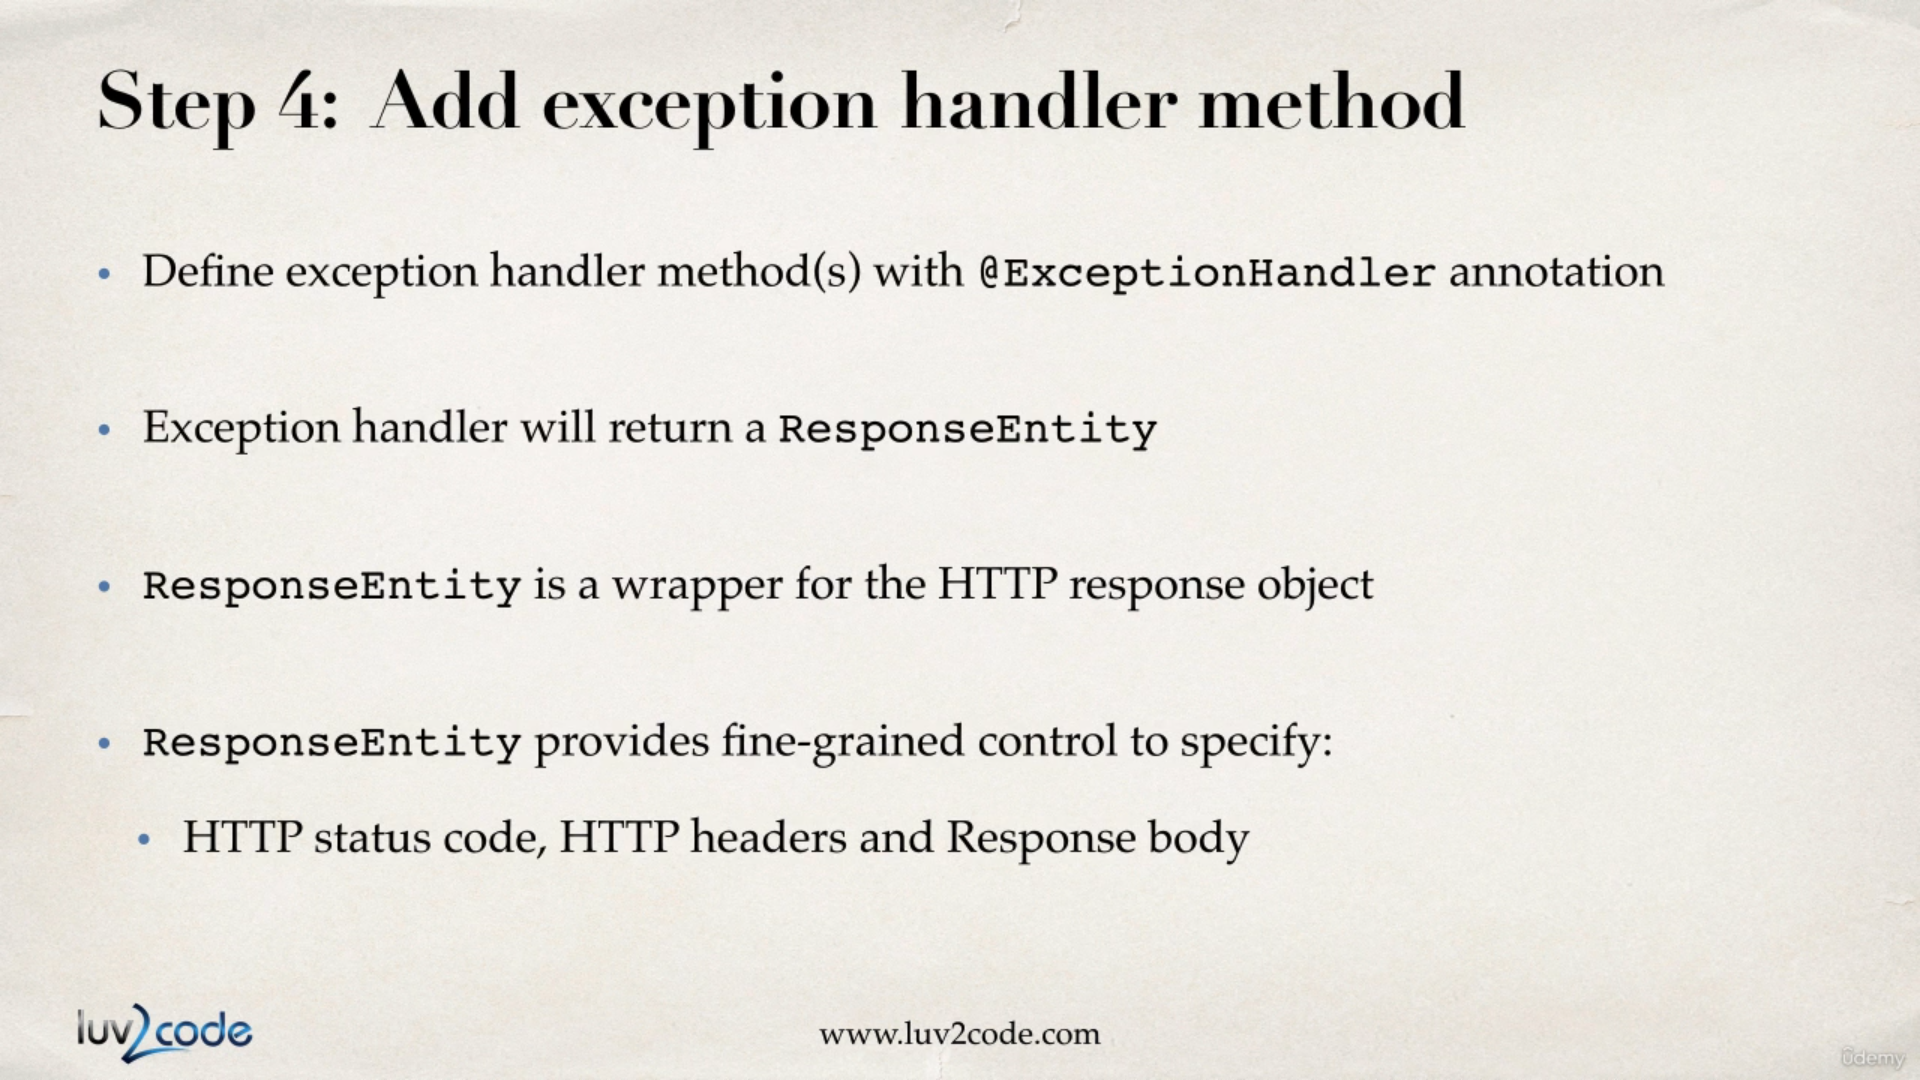 Step 4: Add exception handler method
• Define exception handler method(s) with @ExceptionHandler annotation
• Exception handler will return a ResponseEntity
• ResponseEntity is a wrapper for the HTTP response object
• ResponseEntity provides fine-grained control to specify:
• HTTP status code, HTTP headers and Response body
luv2code
www.luv2code.com
ûdemy